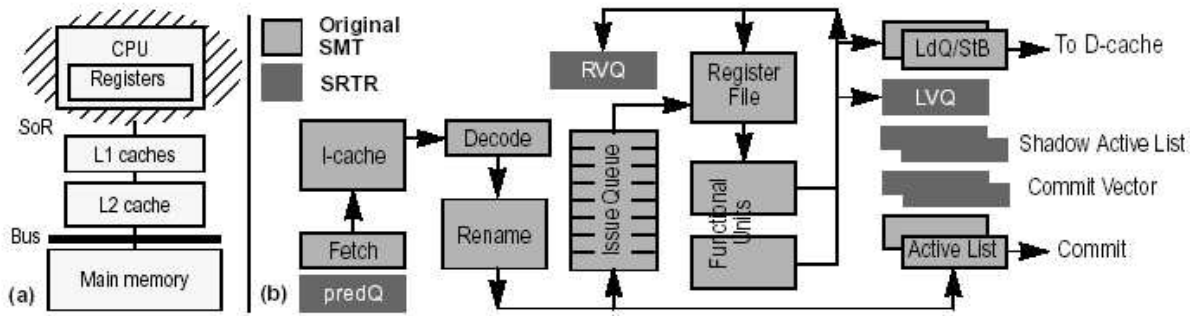 CPU
Registers
SoR
L1 caches
L2 cache
Bus
Main memory
(a)
Original
SMT
SRTR
I-cache
Fetch
predQ
(b)
Decode
Rename
Issue Queue
RVQ
Register
File
Functional
Units
LdQ/StB
To D-cache
LVQ
Shadow Active List
Commit Vector
Active List
Commit